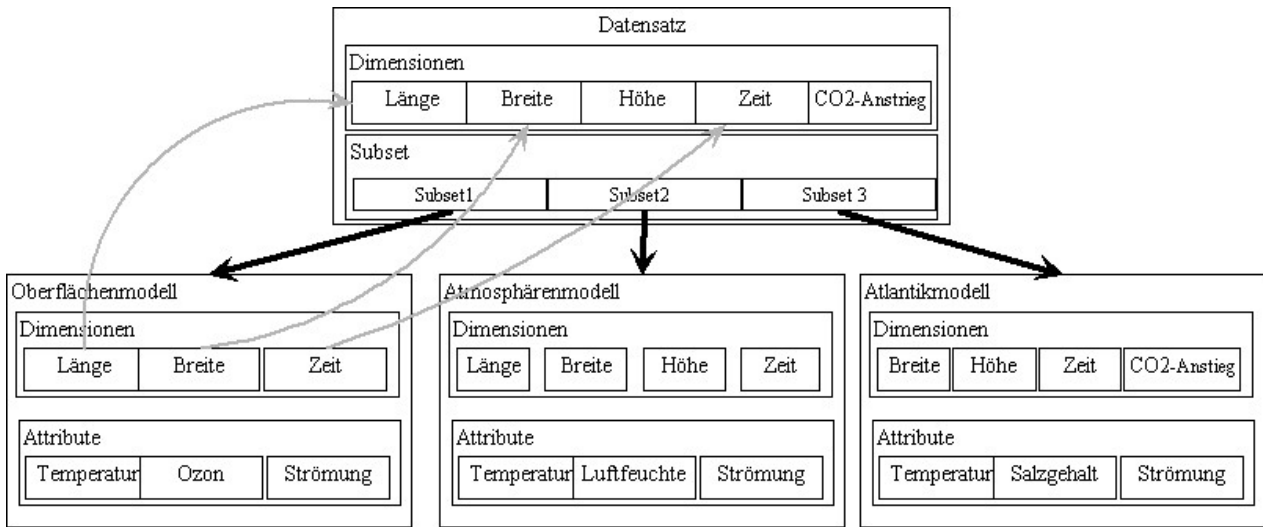 Datensatz
Dimensionen
Länge Breite Höhe Zeit CO2-Anstrieg
Subset
Subset1 Subset2 Subset 3
Oberflächenmodell
Dimensionen
Länge Breite Zeit
Attribute
Temperatur Ozon Strömung
Atmosphärenmodell
Dimensionen
Länge Breite Höhe Zeit
Attribute
Temperatur Luftfeuchte Strömung
Atlantikmodell
Dimensionen
Breite Höhe Zeit CO2-Anstieg
Attribute
Temperatur Salzgehalt Strömung